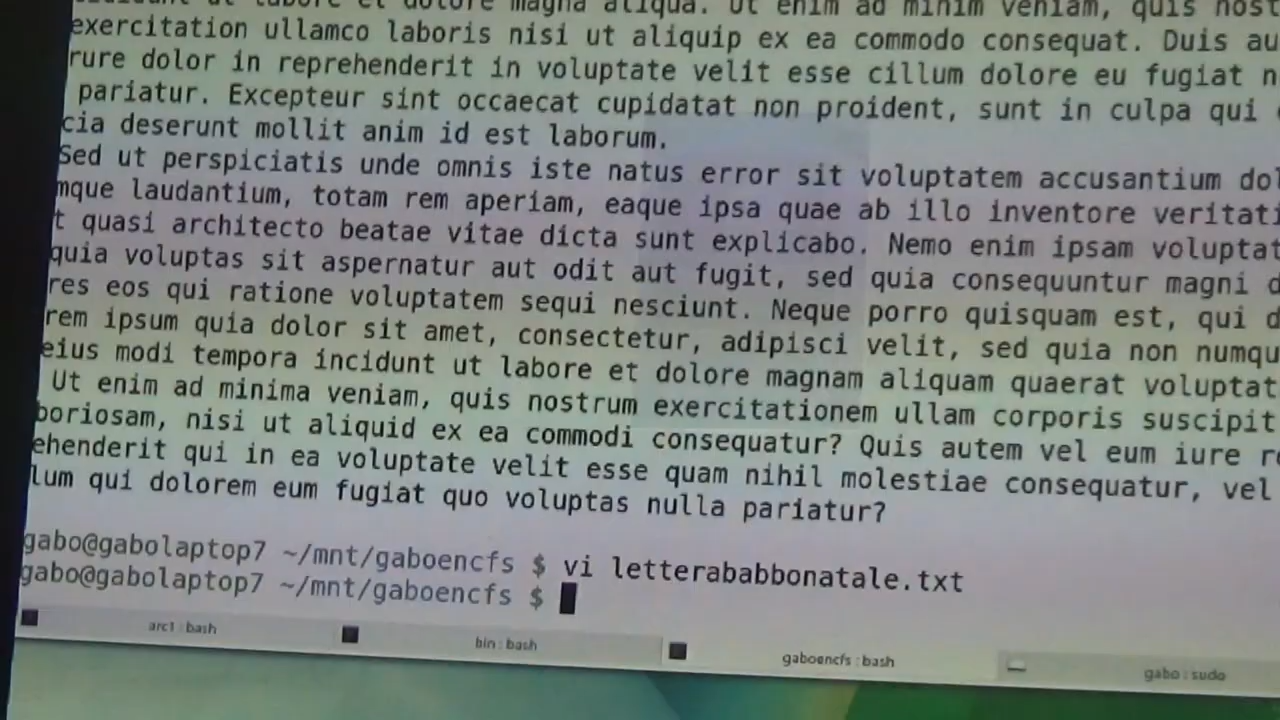 exercitation ullamco laboris nisi ut aliquip ex ea commodo consequat. Duis au
rure dolor in reprehenderit in voluptate velit esse cillum dolore eu fugiat n
pariatur. Excepteur sint occaecat cupidatat non proident, sunt in culpa qui
cia deserunt mollit anim id est laborum.
Sed ut perspiciatis unde omnis iste natus error sit voluptatem accusantium dol
mque laudantium, totam rem aperiam, eaque ipsa quae ab illo inventore veritati
t quasi architecto beatae vitae dicta sunt explicabo. Nemo enim ipsam voluptat
quia voluptas sit aspernatur aut odit aut fugit, sed quia consequuntur magni d
res eos qui ratione voluptatem sequi nesciunt. Neque porro quisquam est, qui d
rem ipsum quia dolor sit amet, consectetur, adipisci velit, sed quia non numqu
eius modi tempora incidunt ut labore et dolore magnam aliquam quaerat voluptat
Ut enim ad minima veniam, quis nostrum exercitationem ullam corporis suscipit
boriosam, nisi ut aliquid ex ea commodi consequatur? Quis autem vel eum iure r
ehenderit qui in ea voluptate velit esse quam nihil molestiae consequatur, vel
lum qui dolorem eum fugiat quo voluptas nulla pariatur?
gabo@gabolaptop7 ~/mnt/gaboencfs $ vi letterababbonatale.txt
gabo@gabolaptop7 ~/mnt/gaboencfs $
arc1 : bash
bin : bash
gaboencfs : bash
gabo : sudo